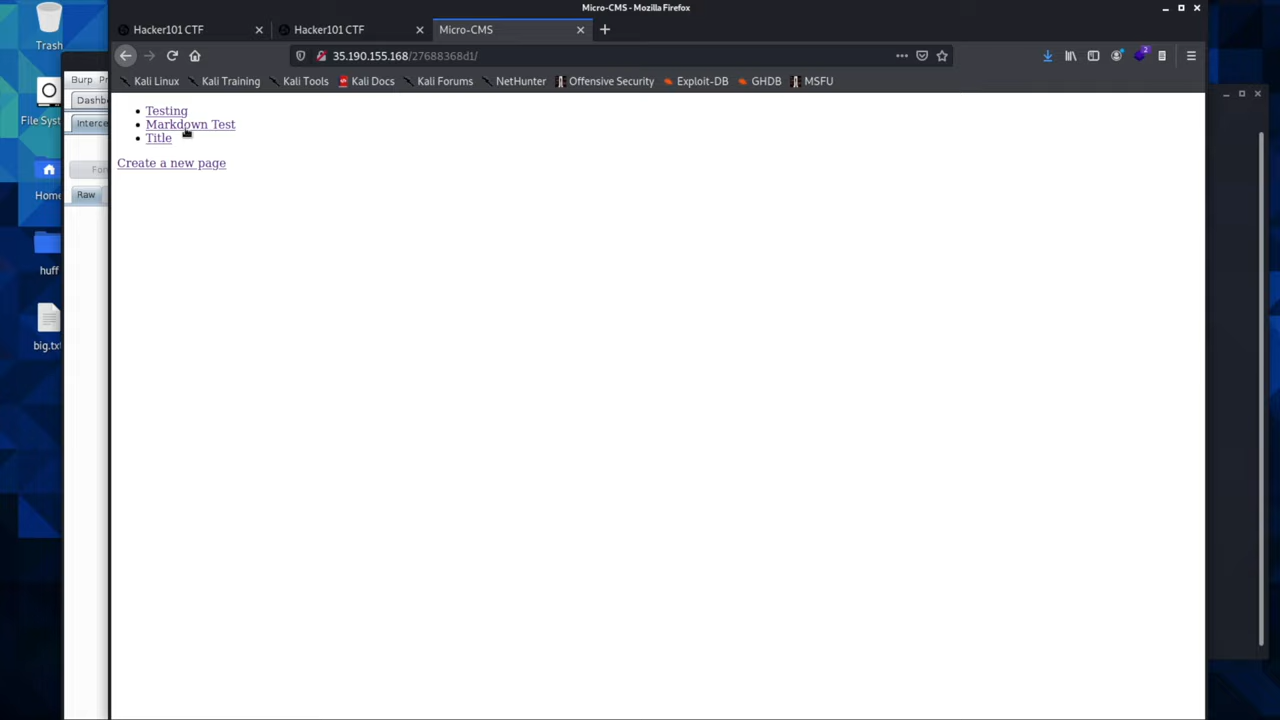 Micro-CMS - Mozilla Firefox
Hacker101 CTF
Hacker101 CTF
Micro-CMS
35.190.155.168/27688368d1/
Kali Linux Kali Training Kali Tools Kali Docs Kali Forums NetHunter Offensive Security Exploit-DB GHDB MSFU
Testing
Markdown Test
Title
Create a new page
Trash
File Syst
Home
huff
big.txt
Burp Pr
Dashb
Interce
Raw
2